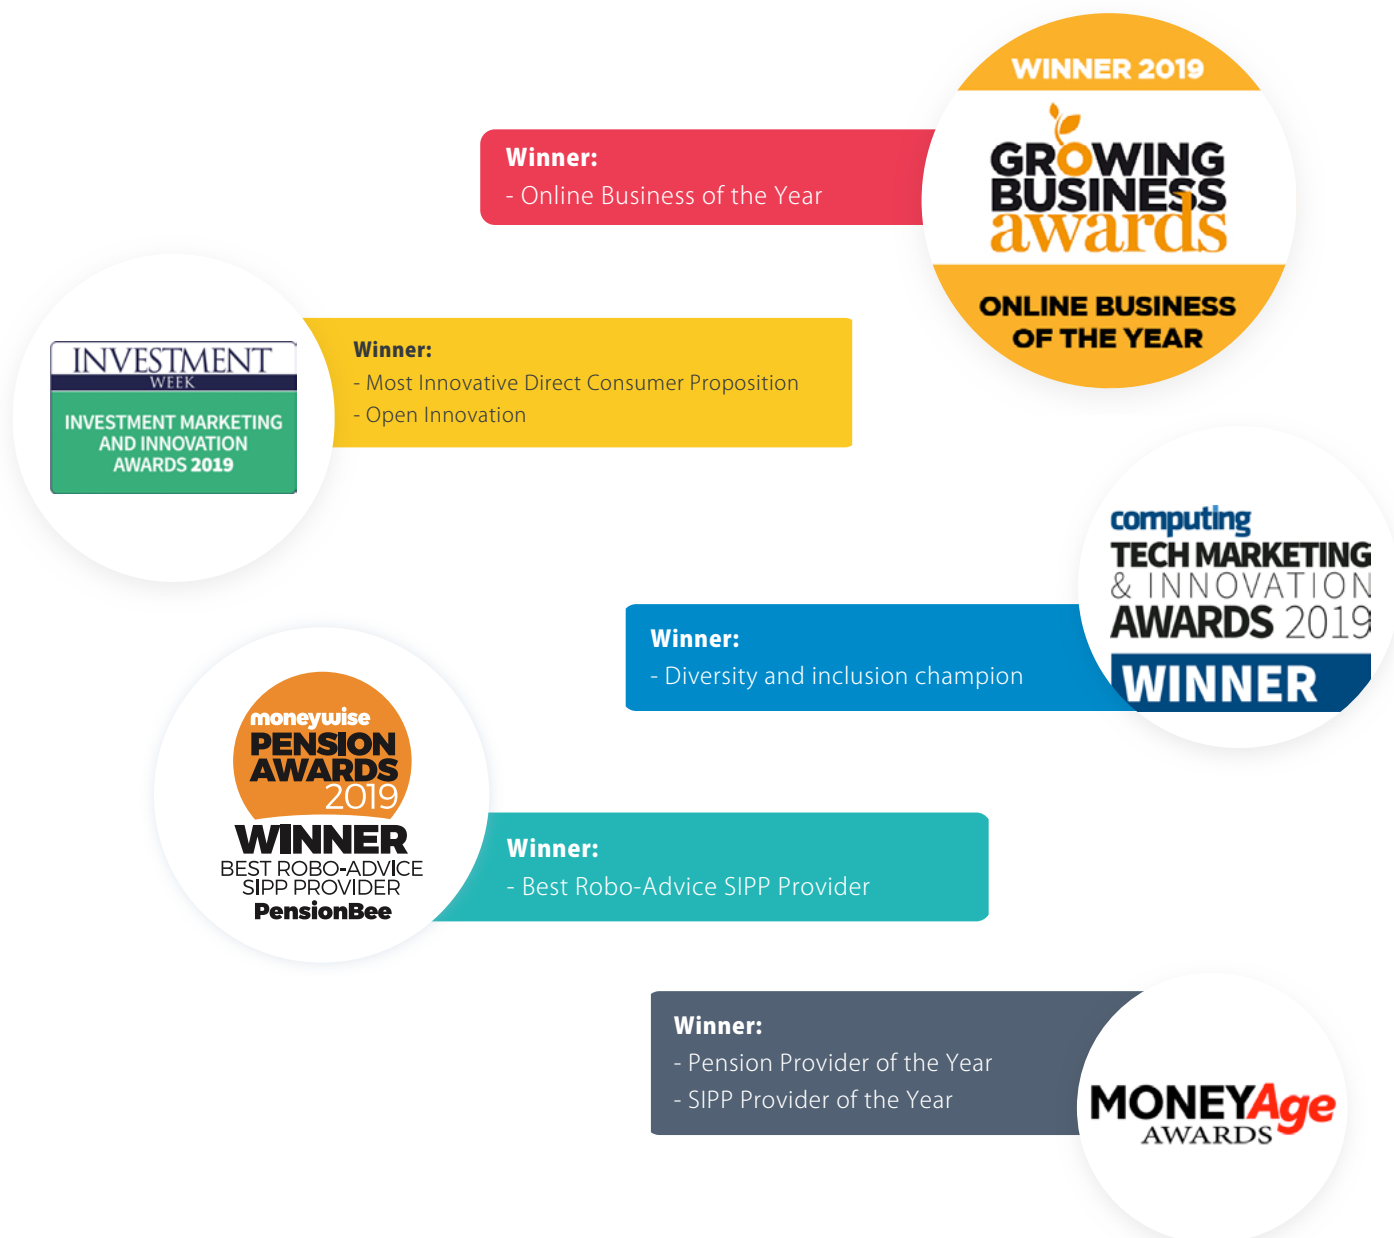 WINNER 2019
GROWING
BUSINESS
awards
ONLINE BUSINESS
OF THE YEAR
Winner:
- Online Business of the Year
INVESTMENT
WEEK
INVESTMENT MARKETING
AND INNOVATION
AWARDS 2019
Winner:
- Most Innovative Direct Consumer Proposition
- Open Innovation
computing
TECH MARKETING
& INNOVATION
AWARDS 2019
WINNER
Winner:
- Diversity and inclusion champion
moneywise
PENSION
AWARDS
2019
WINNER
BEST ROBO-ADVICE
SIPP PROVIDER
PensionBee
Winner:
- Best Robo-Advice SIPP Provider
Winner:
- Pension Provider of the Year
- SIPP Provider of the Year
MONEYAge
AWARDS